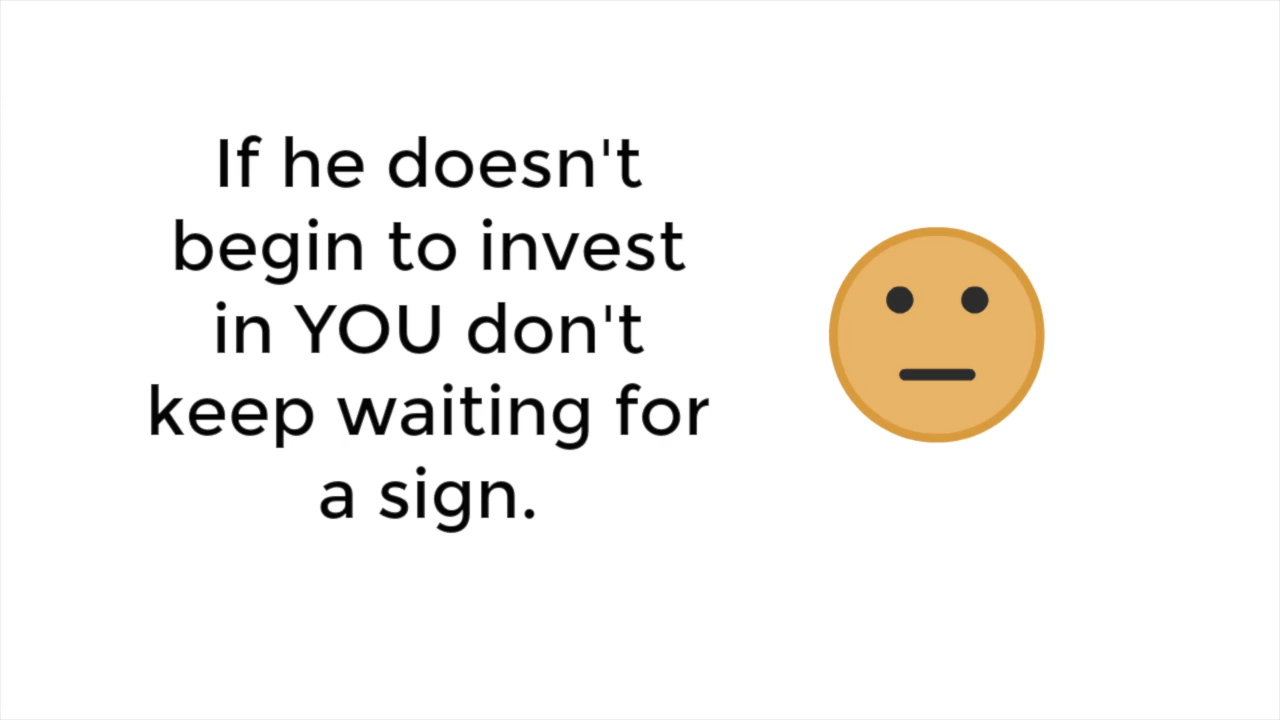 If he doesn't
begin to invest
in YOU don't
keep waiting for
a sign.